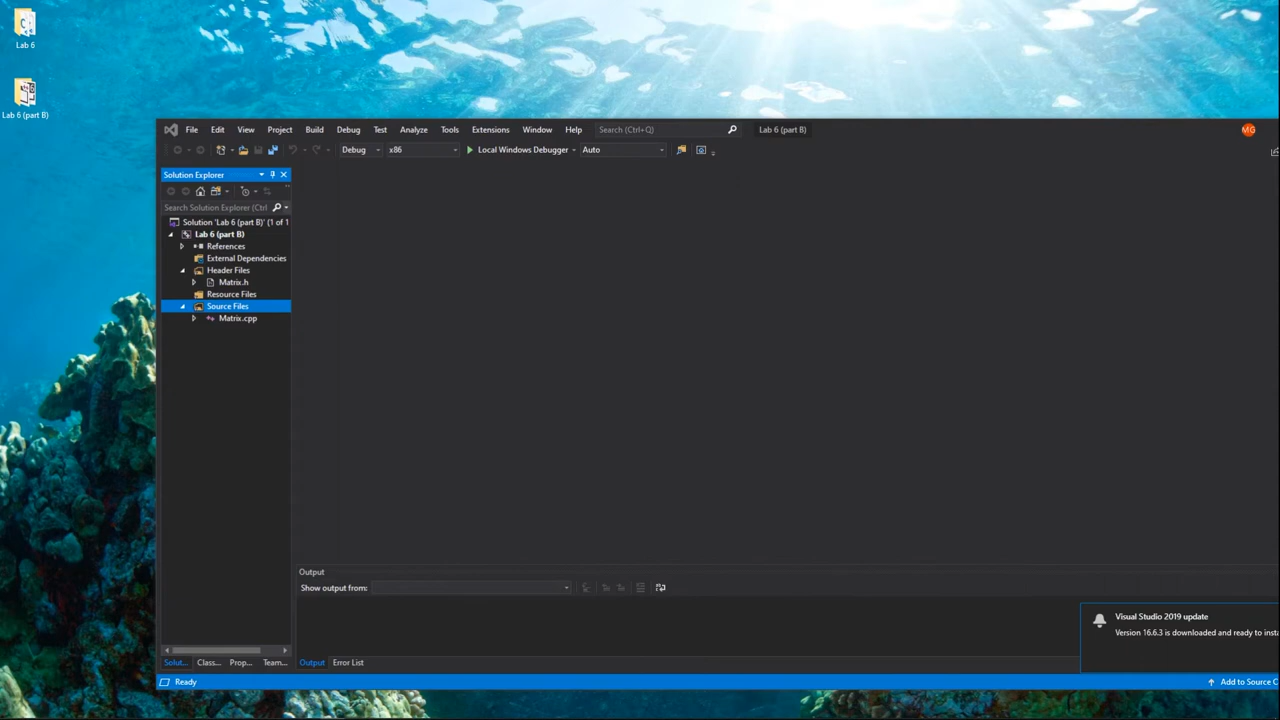 Lab 6
Lab 6 (part B)
File Edit View Project Build Debug Test Analyze Tools Extensions Window Help Search (Ctrl+Q) Lab 6 (part B) MG
Debug x86 Local Windows Debugger Auto
Solution Explorer
Search Solution Explorer (Ctrl
Solution 'Lab 6 (part B)' (1 of 1
Lab 6 (part B)
References
External Dependencies
Header Files
Matrix.h
Resource Files
Source Files
Matrix.cpp
Output
Show output from:
Visual Studio 2019 update
Version 16.6.3 is downloaded and ready to insta
Solut... Class... Prop... Team... Output Error List
Ready Add to Source C